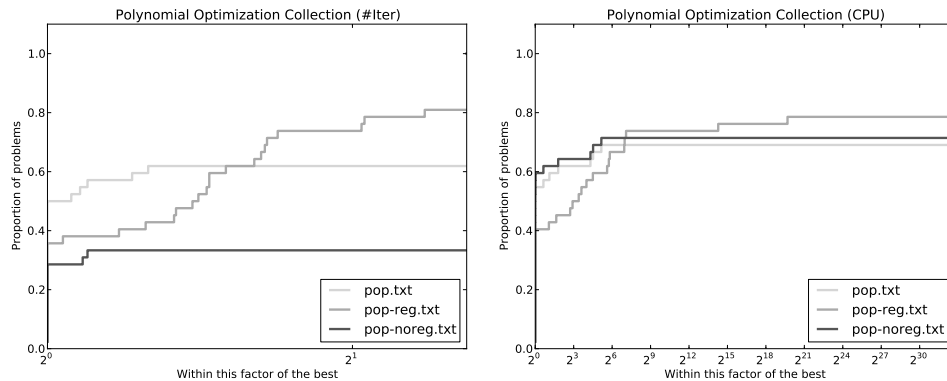 Polynomial Optimization Collection (#Iter)
1.0
0.8
0.6
0.4
0.2
0.0
Proportion of problems
pop.txt
pop-reg.txt
pop-noreg.txt
2^0 2^1
Within this factor of the best
Polynomial Optimization Collection (CPU)
1.0
0.8
0.6
0.4
0.2
0.0
Proportion of problems
pop.txt
pop-reg.txt
pop-noreg.txt
2^0 2^3 2^6 2^9 2^12 2^15 2^18 2^21 2^24 2^27 2^30
Within this factor of the best